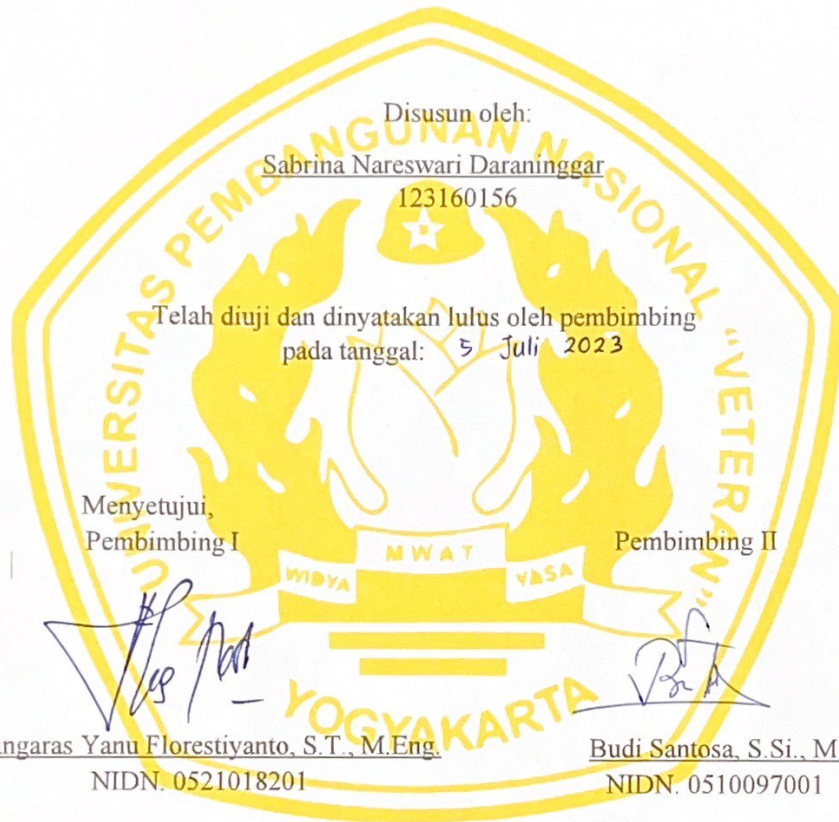 Disusun oleh:
Sabrina Nareswari Daraninggar
123160156
Telah diuji dan dinyatakan lulus oleh pembimbing
pada tanggal: 5 Juli 2023
Menyetujui,
Pembimbing I
Pembimbing II
Yanu Florestiyanto, S.T., M.Eng.
NIDN. 0521018201
Budi Santosa, S.Si.,
NIDN. 0510097001
UNIVERSITAS PEMBANGUNAN NASIONAL "VETERAN"
WIDYA MWAT YASA
YOGYAKARTA